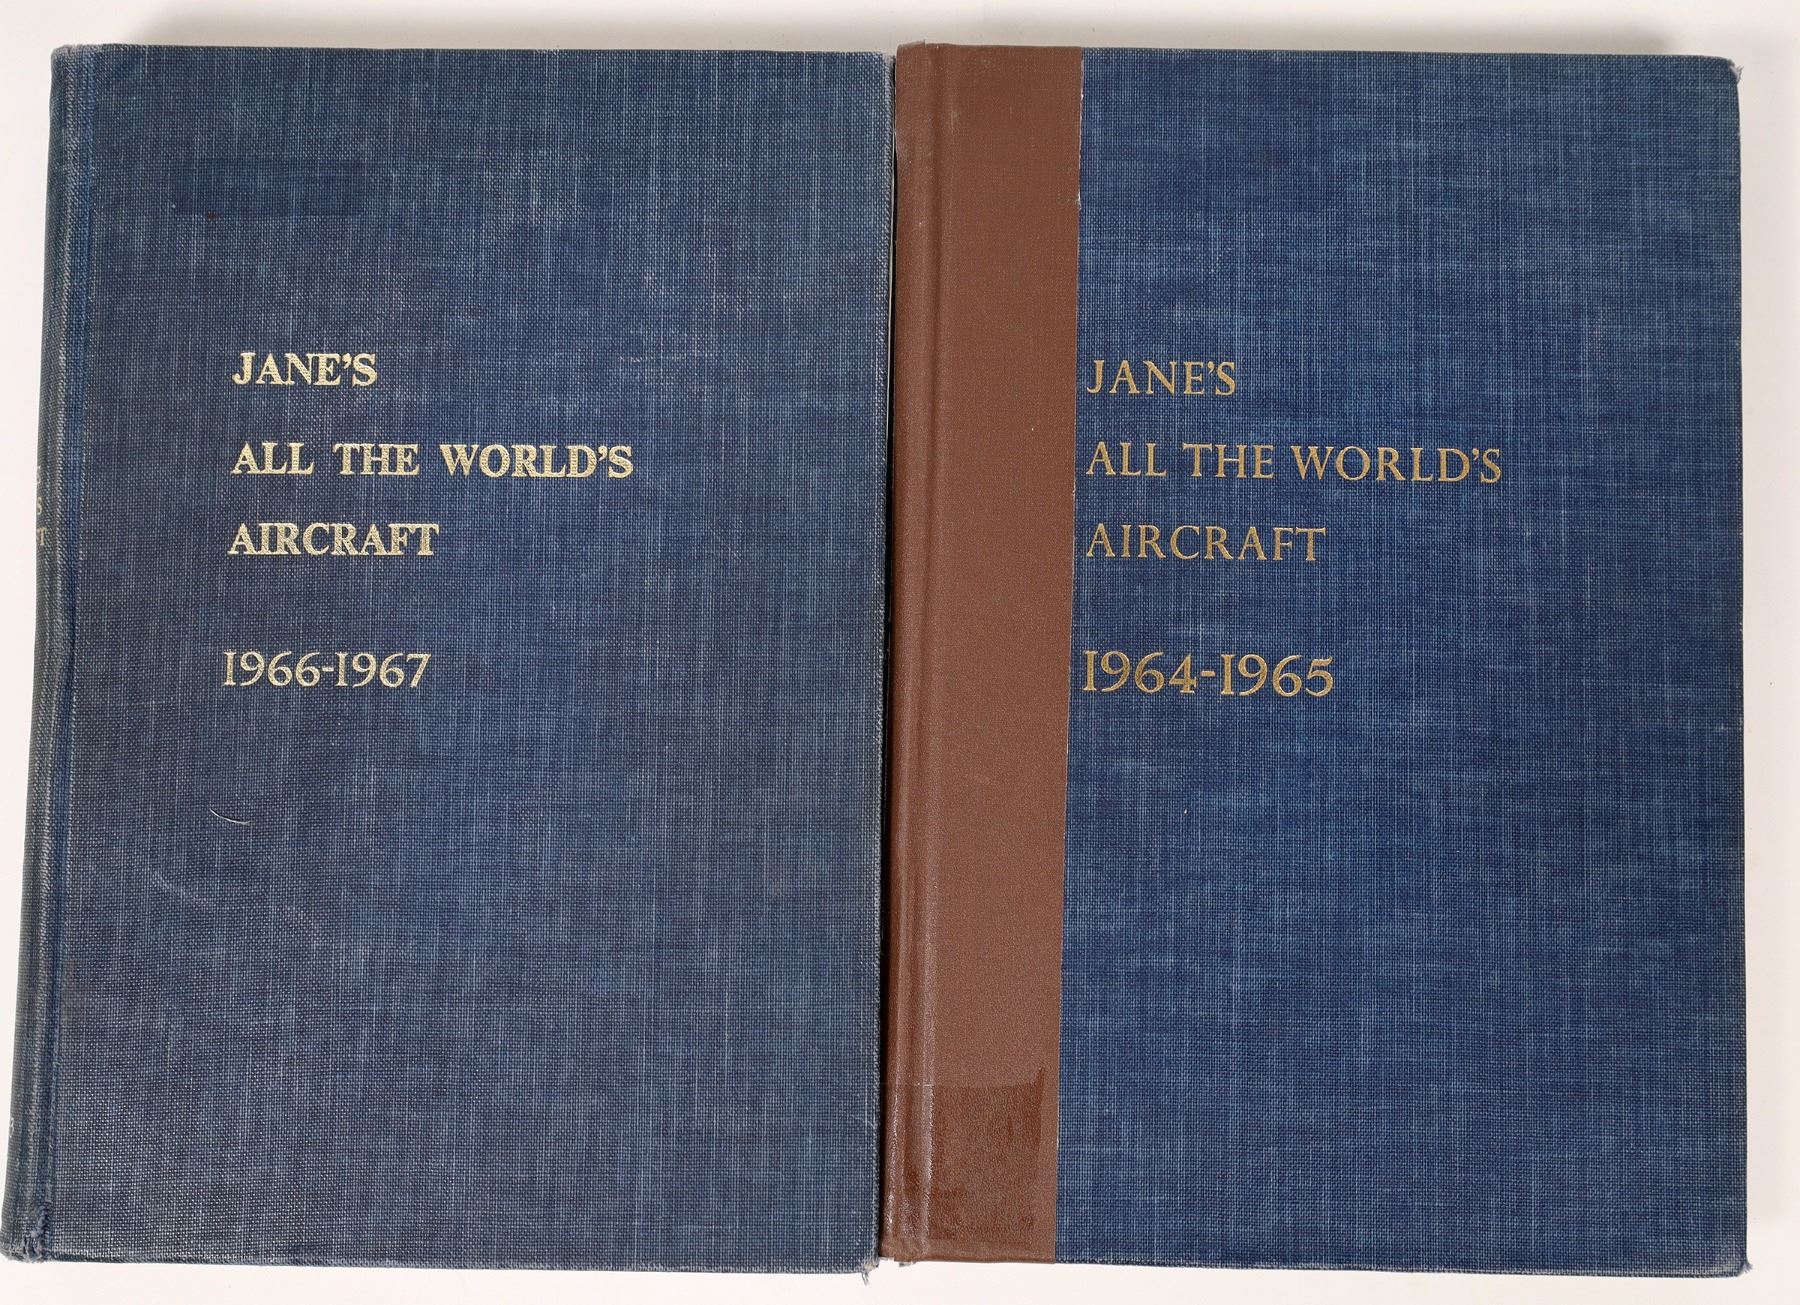 JANE'S
ALL THE WORLD'S
AIRCRAFT
1966-1967
JANE'S
ALL THE WORLD'S
AIRCRAFT
1964-1965